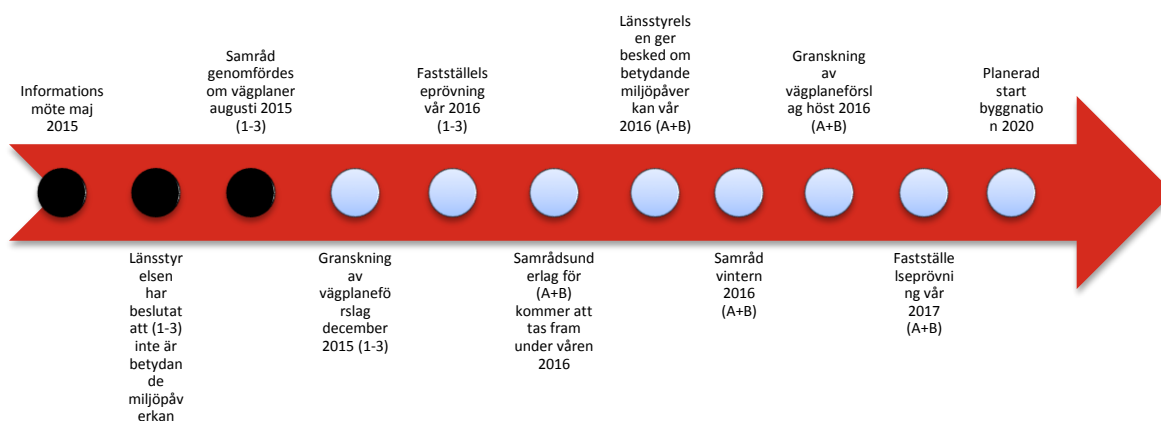 Informations
möte maj
2015
Länsstyr
elsen har
beslutat
att (1-3)
inte är
betydan
de
miljöpåv
erkan
Samråd
genomfördes
om vägplaner
augusti 2015
(1-3)
Granskning
av
vägplanefö
rslag
december
2015 (1-3)
Fastställels
eprövning
vår 2016
(1-3)
Samrådsund
erlag för
(A+B)
kommer att
tas fram
under våren
2016
Länsstyrels
en ger
besked om
betydande
miljöpåver
kan vår
2016 (A+B)
Samråd
vintern
2016
(A+B)
Granskning
av
vägplaneförsl
ag höst 2016
(A+B)
Fastställe
lseprövni
ng vår
2017
(A+B)
Planerad
start
byggnatio
n 2020